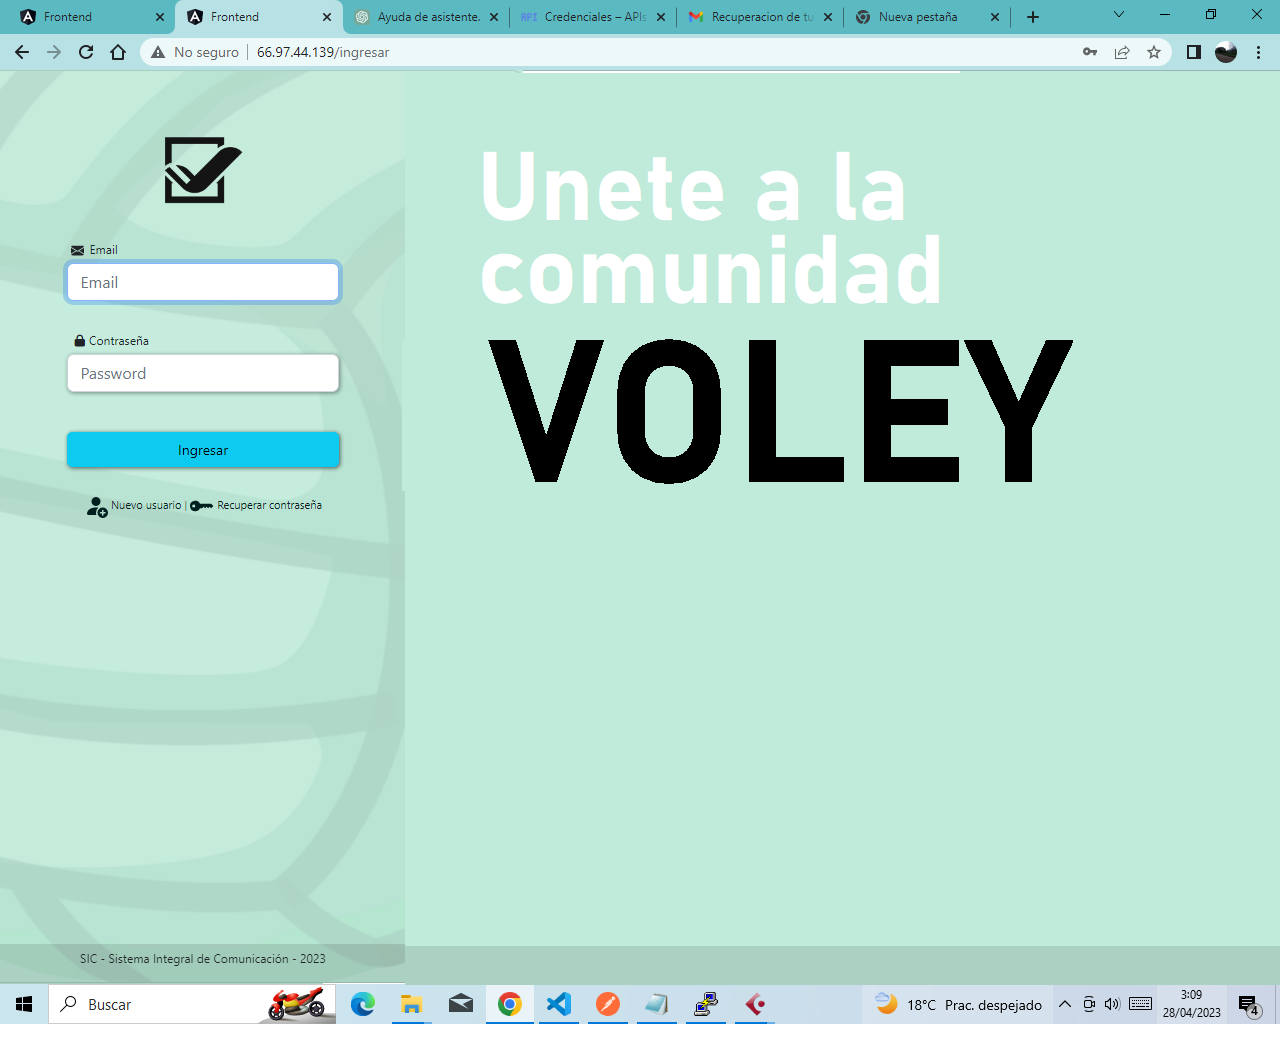 Frontend
Frontend
Ayuda de asistente.
Credenciales – APIs
Recuperacion de tu
Nueva pestaña
No seguro
66.97.44.139/ingresar
Email
Email
Contraseña
Password
Ingresar
Nuevo usuario | Recuperar contraseña
SIC - Sistema Integral de Comunicación - 2023
Unete a la
comunidad
VOLEY
Buscar
18°C Prac. despejado
3:09
28/04/2023
4